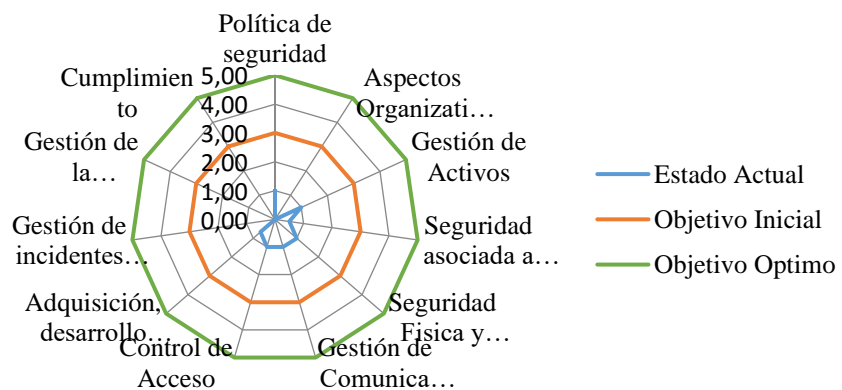 Política de
seguridad
Aspectos
Organizati…
Gestión de
Activos
Seguridad
asociada a…
Seguridad
Fisica y…
Gestión de
Comunica…
Control de
Acceso
Adquisición,
desarrollo…
Gestión de
incidentes…
Gestión de
la…
Cumplimien
to
5,00
4,00
3,00
2,00
1,00
0,00
Estado Actual
Objetivo Inicial
Objetivo Optimo